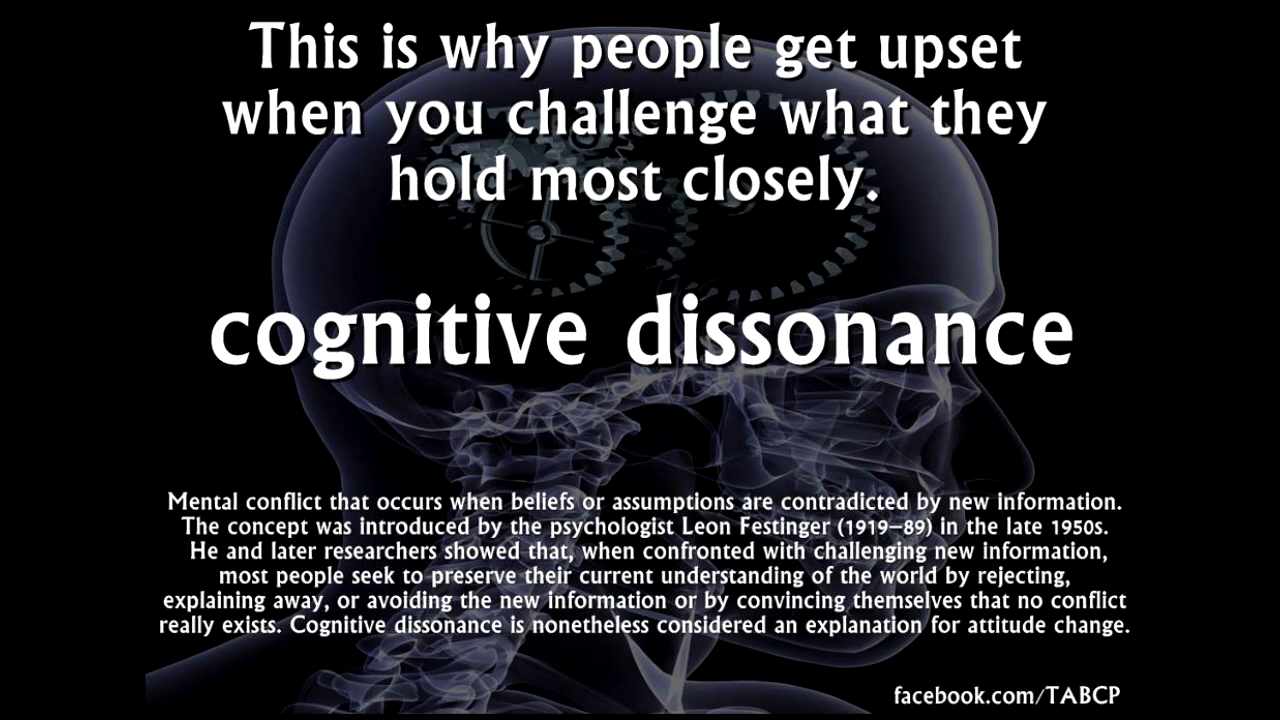 This is why people get upset
when you challenge what they
hold most closely.
cognitive dissonance
Mental conflict that occurs when beliefs or assumptions are contradicted by new information.
The concept was introduced by the psychologist Leon Festinger (1919–89) in the late 1950s.
He and later researchers showed that, when confronted with challenging new information,
most people seek to preserve their current understanding of the world by rejecting,
explaining away, or avoiding the new information or by convincing themselves that no conflict
really exists. Cognitive dissonance is nonetheless considered an explanation for attitude change.
facebook.com/TABCP